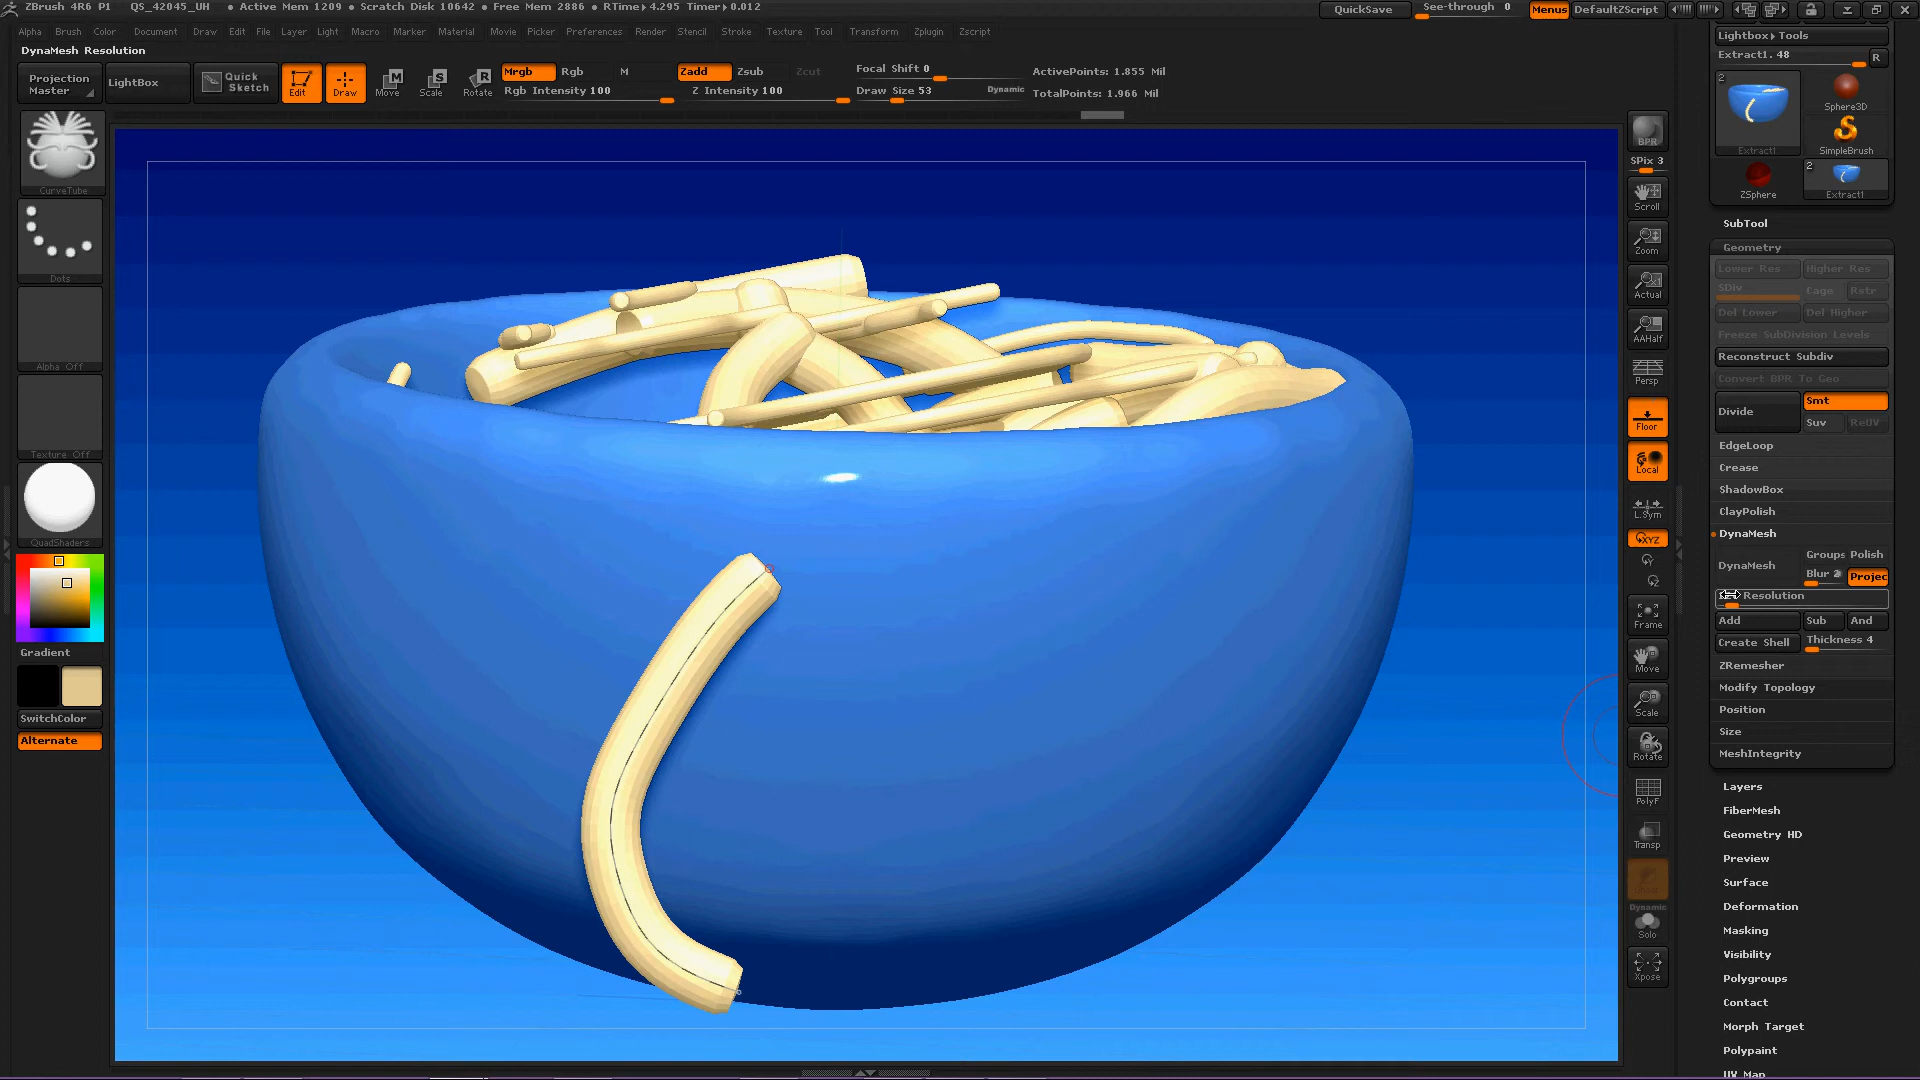 ZBrush 4R6 P1 QS_42045_UH • Active Mem 1209 • Scratch Disk 10642 • Free Mem 2886 • RTime▸4.295 Timer▸0.012
QuickSave See-through 0 Menus DefaultZScript
Alpha Brush Color Document Draw Edit File Layer Light Macro Marker Material Movie Picker Preferences Render Stencil Stroke Texture Tool Transform Zplugin Zscript
DynaMesh Resolution
Projection Master
LightBox
Quick Sketch
Edit
Draw
Move
Scale
Rotate
Mrgb Rgb M
Rgb Intensity 100
Zadd Zsub Zcut
Z Intensity 100
Focal Shift 0
Draw Size 53 Dynamic
ActivePoints: 1.855 Mil
TotalPoints: 1.966 Mil
CurveTube
Dots
Alpha Off
Texture Off
QuadShaders
Gradient
SwitchColor
Alternate
BPR
SPix 3
Scroll
Zoom
Actual
AAHalf
Persp
Floor
Local
L.Sym
XYZ
Frame
Move
Scale
Rotate
PolyF
Transp
Dynamic
Solo
Xpose
Lightbox▸Tools
Extract1. 48 R
2
Extract1
Sphere3D
SimpleBrush
ZSphere
2
Extract1
SubTool
Geometry
Lower Res Higher Res
SDiv Cage Rstr
Del Lower Del Higher
Freeze SubDivision Levels
Reconstruct Subdiv
Convert BPR To Geo
Divide Smt
Suv ReUV
EdgeLoop
Crease
ShadowBox
ClayPolish
DynaMesh
Groups Polish
DynaMesh
Blur 2 Projec
Resolution
Add Sub And
Create Shell Thickness 4
ZRemesher
Modify Topology
Position
Size
MeshIntegrity
Layers
FiberMesh
Geometry HD
Preview
Surface
Deformation
Masking
Visibility
Polygroups
Contact
Morph Target
Polypaint
UV Map